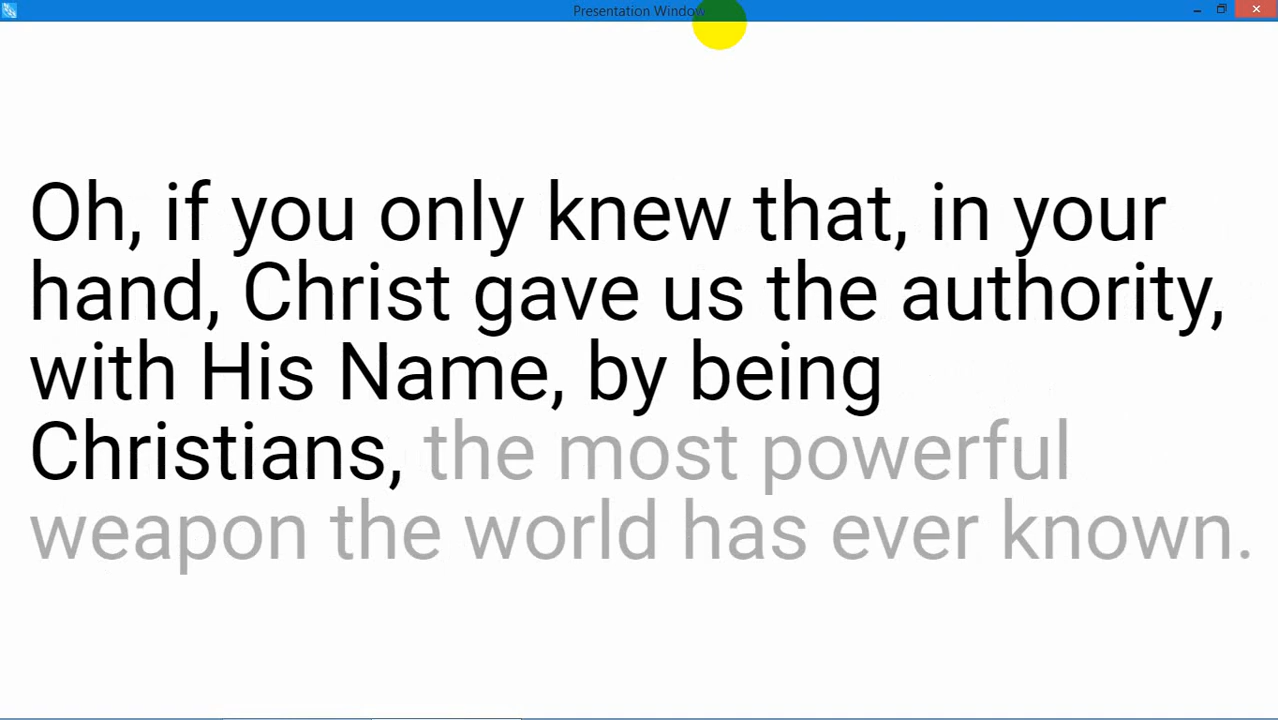 Presentation Window
Oh, if you only knew that, in your
hand, Christ gave us the authority,
with His Name, by being
Christians, the most powerful
weapon the world has ever known.